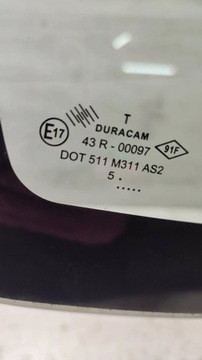 T
DURACAM
E17
43 R - 00097
91F
DOT 511 M311 AS2
5 .
.....